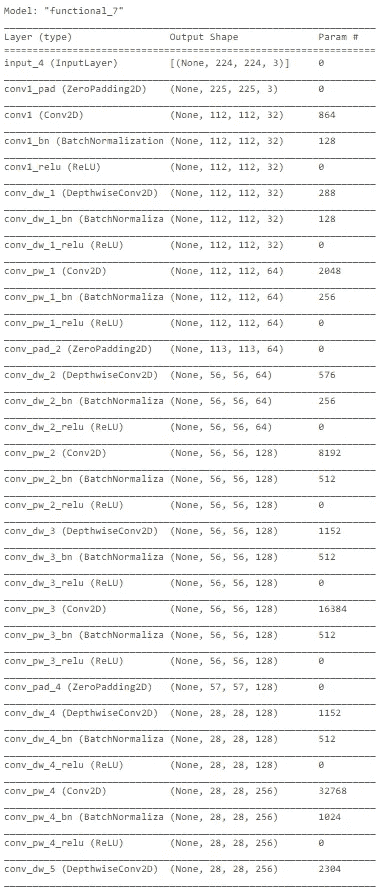 Model: "functional_7"
Layer (type) Output Shape Param #
input_4 (InputLayer) [(None, 224, 224, 3)] 0
conv1_pad (ZeroPadding2D) (None, 225, 225, 3) 0
conv1 (Conv2D) (None, 112, 112, 32) 864
conv1_bn (BatchNormalization (None, 112, 112, 32) 128
conv1_relu (ReLU) (None, 112, 112, 32) 0
conv_dw_1 (DepthwiseConv2D) (None, 112, 112, 32) 288
conv_dw_1_bn (BatchNormaliza (None, 112, 112, 32) 128
conv_dw_1_relu (ReLU) (None, 112, 112, 32) 0
conv_pw_1 (Conv2D) (None, 112, 112, 64) 2048
conv_pw_1_bn (BatchNormaliza (None, 112, 112, 64) 256
conv_pw_1_relu (ReLU) (None, 112, 112, 64) 0
conv_pad_2 (ZeroPadding2D) (None, 113, 113, 64) 0
conv_dw_2 (DepthwiseConv2D) (None, 56, 56, 64) 576
conv_dw_2_bn (BatchNormaliza (None, 56, 56, 64) 256
conv_dw_2_relu (ReLU) (None, 56, 56, 64) 0
conv_pw_2 (Conv2D) (None, 56, 56, 128) 8192
conv_pw_2_bn (BatchNormaliza (None, 56, 56, 128) 512
conv_pw_2_relu (ReLU) (None, 56, 56, 128) 0
conv_dw_3 (DepthwiseConv2D) (None, 56, 56, 128) 1152
conv_dw_3_bn (BatchNormaliza (None, 56, 56, 128) 512
conv_dw_3_relu (ReLU) (None, 56, 56, 128) 0
conv_pw_3 (Conv2D) (None, 56, 56, 128) 16384
conv_pw_3_bn (BatchNormaliza (None, 56, 56, 128) 512
conv_pw_3_relu (ReLU) (None, 56, 56, 128) 0
conv_pad_4 (ZeroPadding2D) (None, 57, 57, 128) 0
conv_dw_4 (DepthwiseConv2D) (None, 28, 28, 128) 1152
conv_dw_4_bn (BatchNormaliza (None, 28, 28, 128) 512
conv_dw_4_relu (ReLU) (None, 28, 28, 128) 0
conv_pw_4 (Conv2D) (None, 28, 28, 256) 32768
conv_pw_4_bn (BatchNormaliza (None, 28, 28, 256) 1024
conv_pw_4_relu (ReLU) (None, 28, 28, 256) 0
conv_dw_5 (DepthwiseConv2D) (None, 28, 28, 256) 2304